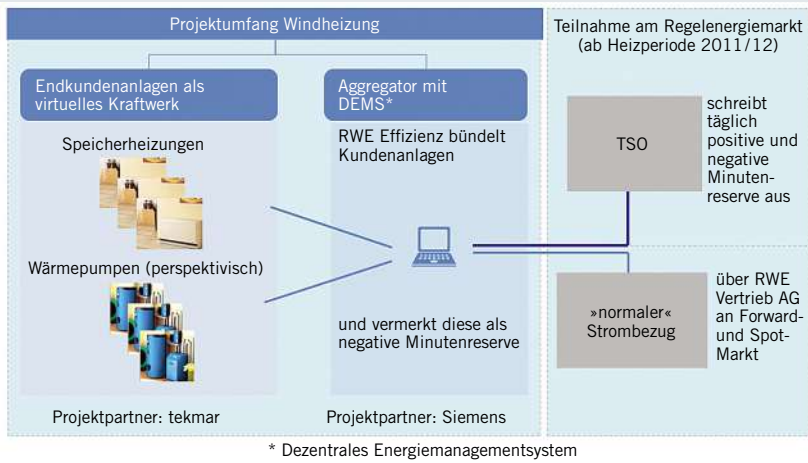 Projektumfang Windheizung
Endkundenanlagen als
virtuelles Kraftwerk
Speicherheizungen
Wärmepumpen (perspektivisch)
Projektpartner: tekmar
Aggregator mit
DEMS*
RWE Effizienz bündelt
Kundenanlagen
und vermerkt diese als
negative Minutenreserve
Projektpartner: Siemens
Teilnahme am Regelenergiemarkt
(ab Heizperiode 2011/12)
TSO
schreibt
täglich
positive und
negative
Minuten-
reserve aus
»normaler«
Strombezug
über RWE
Vertrieb AG
an Forward-
und Spot-
Markt
* Dezentrales Energiemanagementsystem